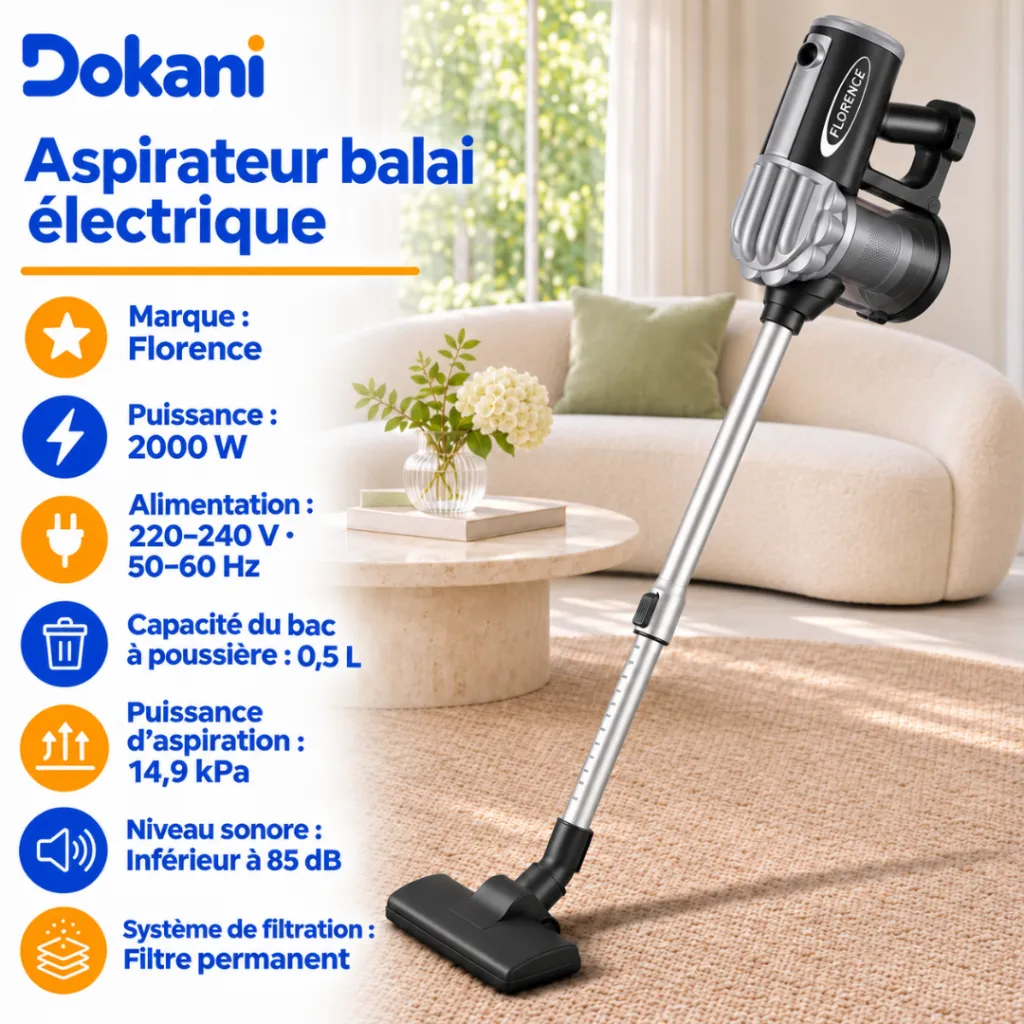 Dokani
Aspirateur balai
électrique
Marque :
Florence
Puissance :
2000 W
Alimentation :
220–240 V •
50–60 Hz
Capacité du bac
à poussière : 0,5 L
Puissance
d’aspiration :
14,9 kPa
Niveau sonore :
Inférieur à 85 dB
Système de filtration :
Filtre permanent
FLORENCE